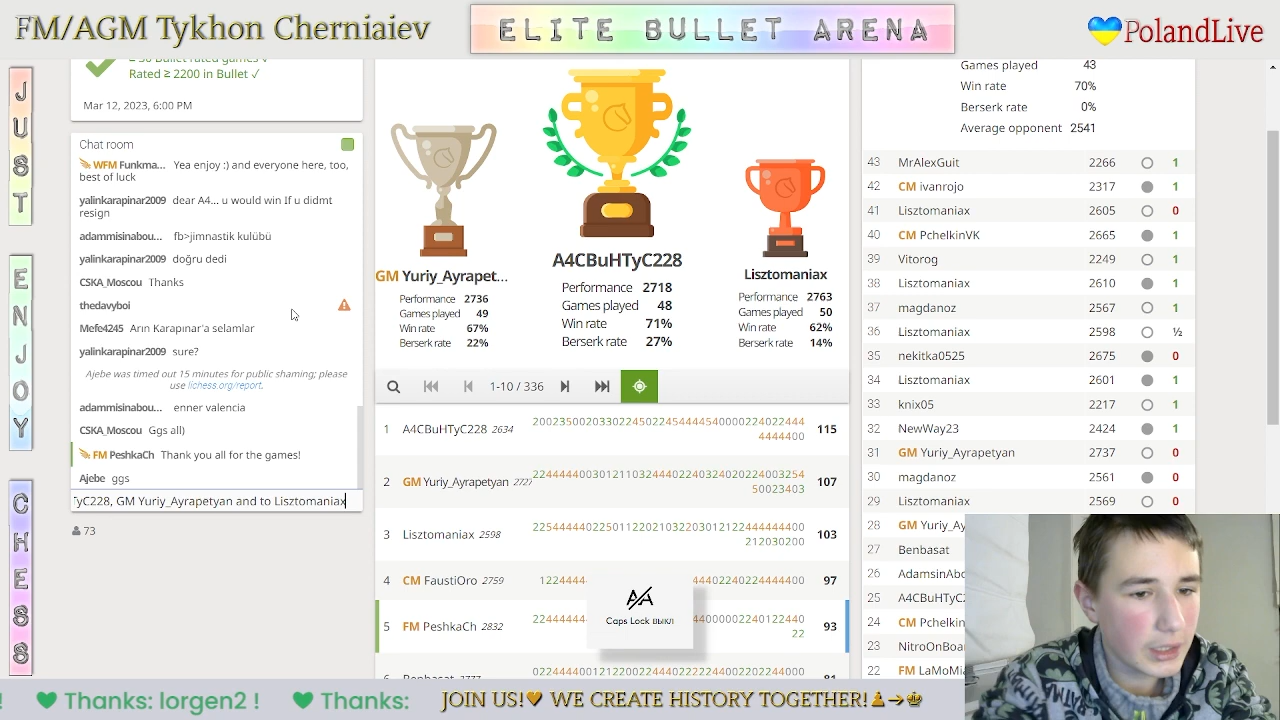 FM/AGM Tykhon Cherniaiev
ELITE BULLET ARENA
PolandLive
JUST
ENJOY
CHESS
Rated ≥ 2200 in Bullet ✓
Mar 12, 2023, 6:00 PM
Chat room
WFM Funkma... Yea enjoy :) and everyone here, too,
best of luck
yalinkarapinar2009 dear A4... u would win If u didmt
resign
adammisinabou... fb>jimnastik kulübü
yalinkarapinar2009 doğru dedi
CSKA_Moscou Thanks
thedavyboi
Mefe4245 Arın Karapınar'a selamlar
yalinkarapinar2009 sure?
Ajebe was timed out 15 minutes for public shaming; please
use lichess.org/report.
adammisinabou... enner valencia
CSKA_Moscou Ggs all)
FM PeshkaCh Thank you all for the games!
Ajebe ggs
yC228, GM Yuriy_Ayrapetyan and to Lisztomaniax
73
GM Yuriy_Ayrapet...
Performance 2736
Games played 49
Win rate 67%
Berserk rate 22%
A4CBuHTyC228
Performance 2718
Games played 48
Win rate 71%
Berserk rate 27%
Lisztomaniax
Performance 2763
Games played 50
Win rate 62%
Berserk rate 14%
1-10 / 336
1 A4CBuHTyC228 2634 115
2 GM Yuriy_Ayrapetyan 2727 107
3 Lisztomaniax 2598 103
4 CM FaustiOro 2759 97
5 FM PeshkaCh 2832 93
Caps Lock выкл
Games played 43
Win rate 70%
Berserk rate 0%
Average opponent 2541
43 MrAlexGuit 2266 1
42 CM ivanrojo 2317 1
41 Lisztomaniax 2605 0
40 CM PchelkinVK 2665 1
39 Vitorog 2249 1
38 Lisztomaniax 2610 1
37 magdanoz 2567 1
36 Lisztomaniax 2598 ½
35 nekitka0525 2675 0
34 Lisztomaniax 2601 1
33 knix05 2217 1
32 NewWay23 2424 1
31 GM Yuriy_Ayrapetyan 2737 0
30 magdanoz 2561 0
29 Lisztomaniax 2569 0
28 GM Yuriy_Ay
27 Benbasat
26 AdamsinAbo
25 A4CBuHTyC
24 CM Pchelkin
23 NitroOnBoa
22 FM LaMoMi
! Thanks: lorgen2 ! Thanks:
JOIN US! WE CREATE HISTORY TOGETHER!